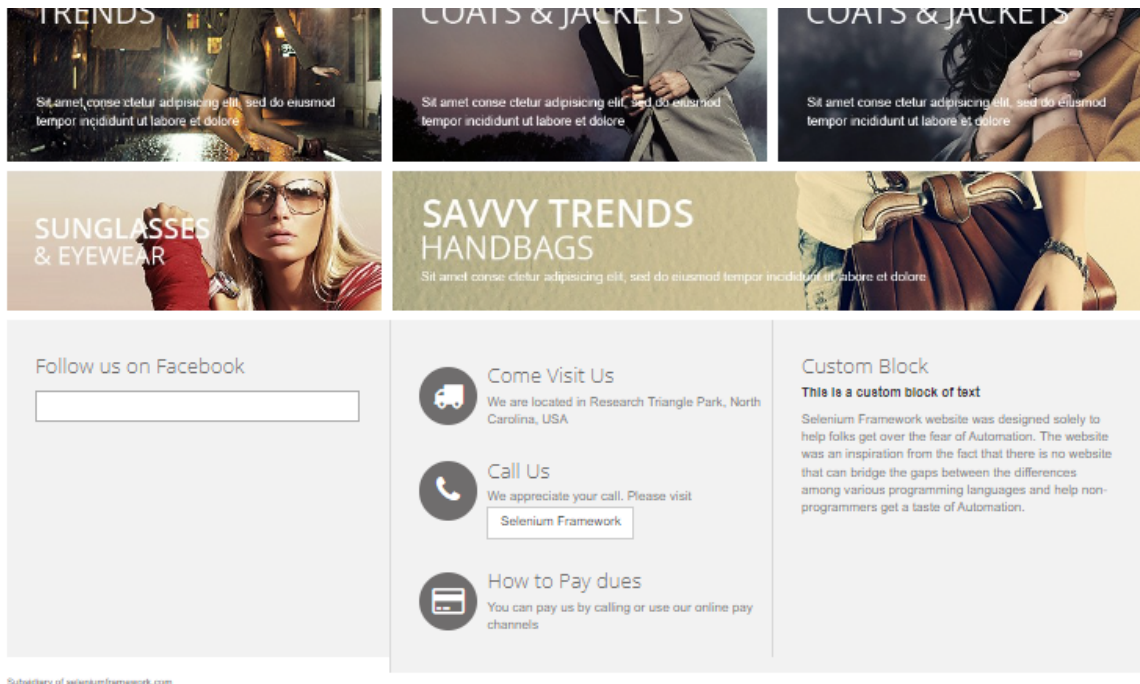 TRENDS
Sit amet conse ctetur adipisicing elit, sed do eiusmod
tempor incididunt ut labore et dolore
COATS & JACKETS
Sit amet conse ctetur adipisicing elit, sed do eiusmod
tempor incididunt ut labore et dolore
COATS & JACKETS
Sit amet conse ctetur adipisicing elit, sed do eiusmod
tempor incididunt ut labore et dolore
SUNGLASSES
& EYEWEAR
SAVVY TRENDS
HANDBAGS
Sit amet conse ctetur adipisicing elit, sed do eiusmod tempor incididunt ut labore et dolore
Follow us on Facebook
Come Visit Us
We are located in Research Triangle Park, North
Carolina, USA
Call Us
We appreciate your call. Please visit
Selenium Framework
How to Pay dues
You can pay us by calling or use our online pay
channels
Custom Block
This is a custom block of text
Selenium Framework website was designed solely to
help folks get over the fear of Automation. The website
was an inspiration from the fact that there is no website
that can bridge the gaps between the differences
among various programming languages and help non-
programmers get a taste of Automation.
Subsidiary of seleniumframework.com